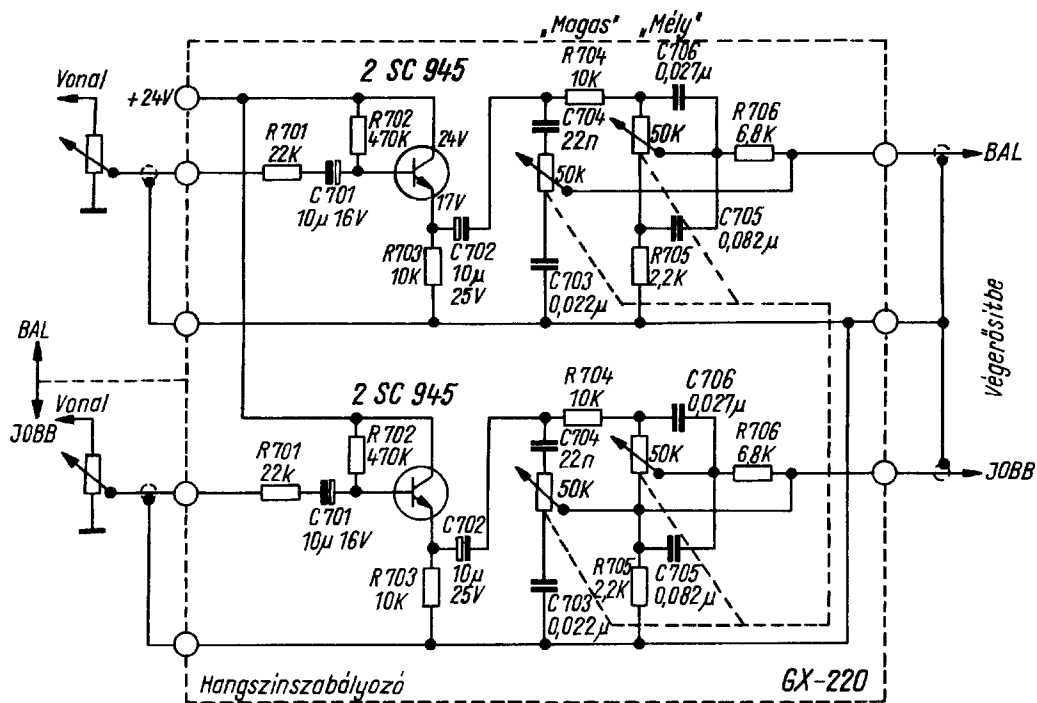 „Magas" „Mély"
Vonal
+24V
2 SC 945
R701
22K
R702
470K
24V
17V
C701
10µ 16V
R703
10K
C702
10µ
25V
R704
10K
C704
22n
50K
C703
0,022µ
C706
0,027µ
50K
R706
6,8K
C705
0,082µ
R705
2,2K
BAL
BAL
JOBB
Végerősítbe
Vonal
2 SC 945
R701
22K
R702
470K
C701
10µ 16V
R703
10K
C702
10µ
25V
R704
10K
C704
22n
50K
C703
0,022µ
C706
0,027µ
50K
R706
6,8K
R705
2,2K
C705
0,082µ
JOBB
Hangszínszabályozó
GX-220